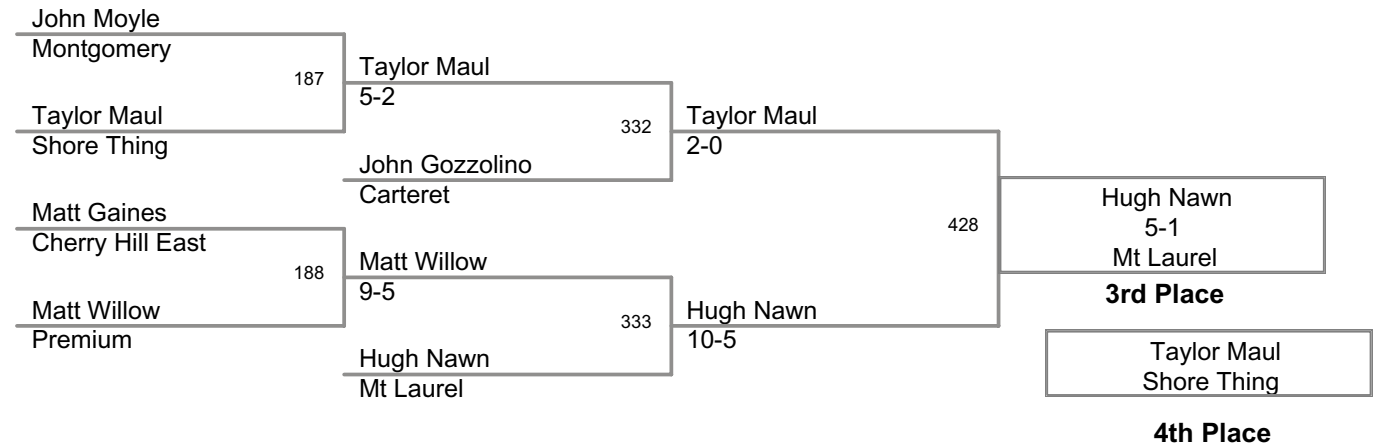 John Moyle
Montgomery
187
Taylor Maul
5-2
Taylor Maul
Shore Thing
332
Taylor Maul
2-0
John Gozzolino
Carteret
Matt Gaines
Cherry Hill East
188
Matt Willow
9-5
Matt Willow
Premium
333
Hugh Nawn
10-5
Hugh Nawn
Mt Laurel
428
Hugh Nawn
5-1
Mt Laurel
3rd Place
Taylor Maul
Shore Thing
4th Place